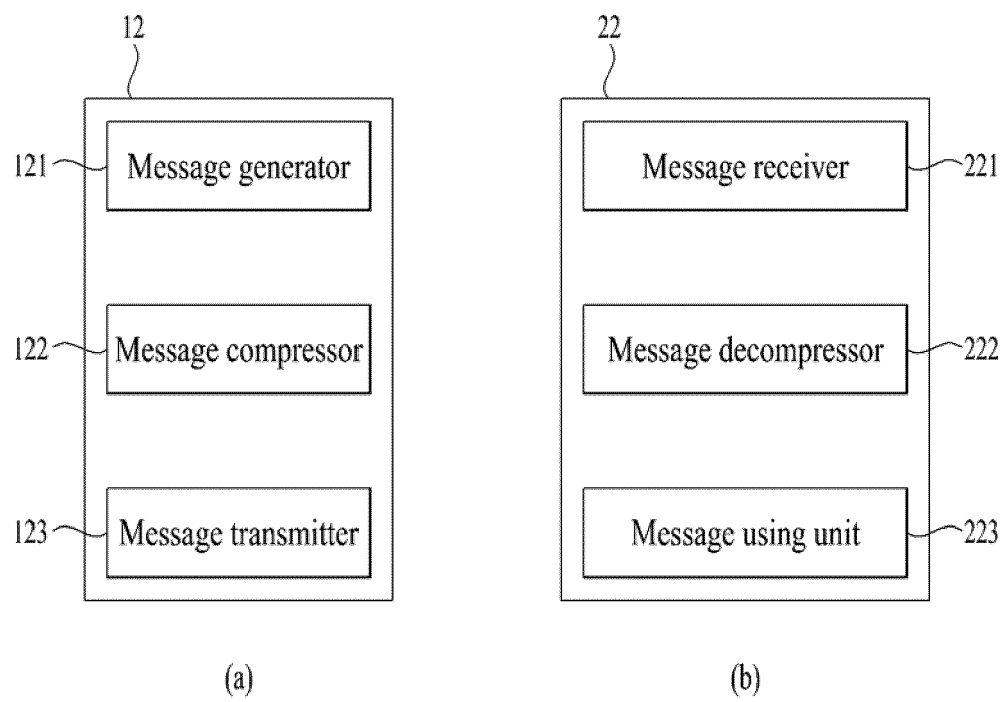 12
22
121
Message generator
Message receiver
221
122
Message compressor
Message decompressor
222
123
Message transmitter
Message using unit
223
(a)
(b)